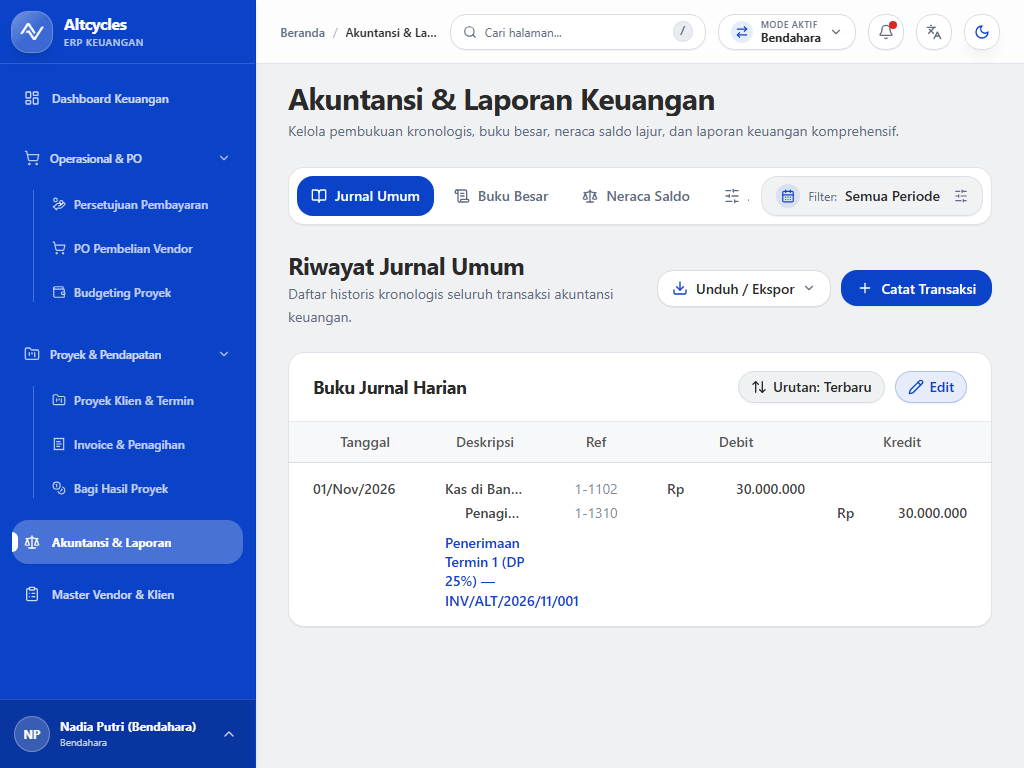 Altcycles
ERP KEUANGAN
Dashboard Keuangan
Operasional & PO
Persetujuan Pembayaran
PO Pembelian Vendor
Budgeting Proyek
Proyek & Pendapatan
Proyek Klien & Termin
Invoice & Penagihan
Bagi Hasil Proyek
Akuntansi & Laporan
Master Vendor & Klien
NP
Nadia Putri (Bendahara)
Bendahara
Beranda / Akuntansi & La...
Cari halaman... /
MODE AKTIF
Bendahara
Akuntansi & Laporan Keuangan
Kelola pembukuan kronologis, buku besar, neraca saldo lajur, dan laporan keuangan komprehensif.
Jurnal Umum Buku Besar Neraca Saldo Filter: Semua Periode
Riwayat Jurnal Umum
Daftar historis kronologis seluruh transaksi akuntansi
keuangan.
Unduh / Ekspor Catat Transaksi
Buku Jurnal Harian Urutan: Terbaru Edit
Tanggal Deskripsi Ref Debit Kredit
01/Nov/2026 Kas di Ban... 1-1102 Rp 30.000.000
Penagi... 1-1310 Rp 30.000.000
Penerimaan
Termin 1 (DP
25%) —
INV/ALT/2026/11/001